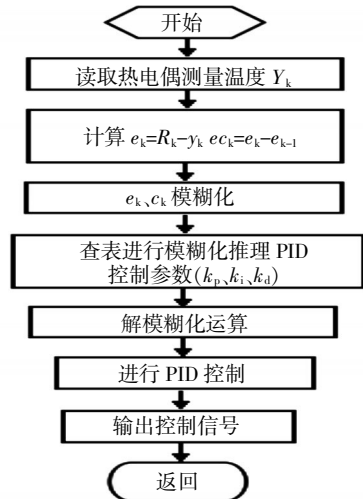 开始
读取热电偶测量温度 Yk
计算 ek=Rk-yk eck=ek-ek-1
ek、ck 模糊化
查表进行模糊化推理 PID
控制参数(kp、ki、kd)
解模糊化运算
进行 PID 控制
输出控制信号
返回